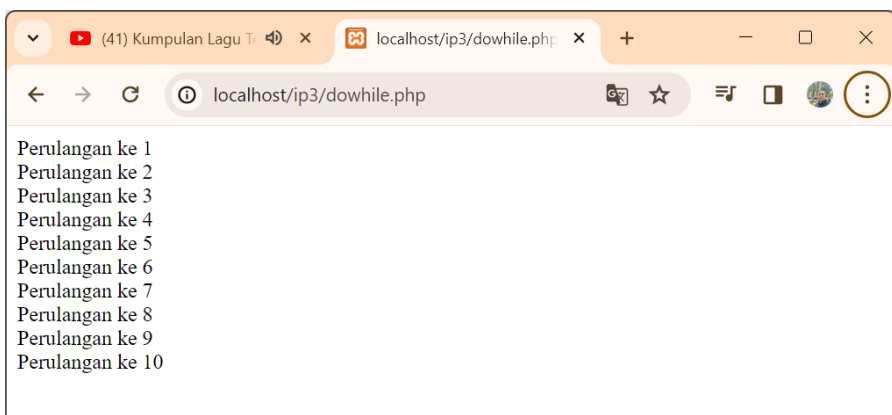 (41) Kumpulan Lagu Te
localhost/ip3/dowhile.php
localhost/ip3/dowhile.php
Perulangan ke 1
Perulangan ke 2
Perulangan ke 3
Perulangan ke 4
Perulangan ke 5
Perulangan ke 6
Perulangan ke 7
Perulangan ke 8
Perulangan ke 9
Perulangan ke 10